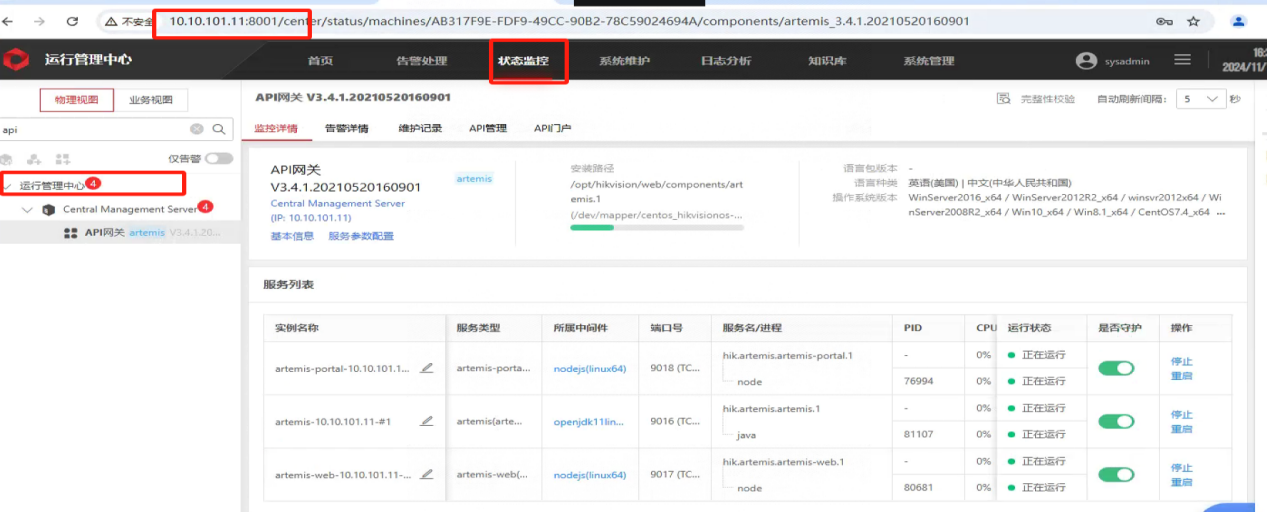 不安全 10.10.101.11:8001/center/status/machines/AB317F9E-FDF9-49CC-90B2-78C59024694A/components/artemis_3.4.1.20210520160901
运行管理中心 首页 告警处理 状态监控 系统维护 日志分析 知识库 系统管理 sysadmin
2024/11/
物理视图 业务视图
api
仅告警
运行管理中心 4
Central Management Server 4
API网关 artemis V3.4.1.20...
API网关 V3.4.1.20210520160901
完整性校验 自动刷新间隔: 5 秒
监控详情 告警详情 维护记录 API管理 API门户
API网关
V3.4.1.20210520160901
artemis
Central Management Server
(IP: 10.10.101.11)
基本信息 服务参数配置
安装路径
/opt/hikvision/web/components/art
emis.1
(/dev/mapper/centos_hikvisionos-...
语言包版本 -
语言种类 英语(美国) | 中文(中华人民共和国)
操作系统版本 WinServer2016_x64 / WinServer2012R2_x64 / winsvr2012x64 / Wi
nServer2008R2_x64 / Win10_x64 / Win8.1_x64 / CentOS7.4_x64 ...
服务列表
实例名称 服务类型 所属中间件 端口号 服务名/进程 PID CPU 运行状态 是否守护 操作
artemis-portal-10.10.101.1... artemis-porta... nodejs(linux64) 9018 (TC...
hik.artemis.artemis-portal.1 - 0% 正在运行
node 76994 0% 正在运行
停止
重启
artemis-10.10.101.11-#1 artemis(arte... openjdk11lin... 9016 (TC...
hik.artemis.artemis.1 - 0% 正在运行
java 81107 0% 正在运行
停止
重启
artemis-web-10.10.101.11-... artemis-web(... nodejs(linux64) 9017 (TC...
hik.artemis.artemis-web.1 - 0% 正在运行
node 80681 0% 正在运行
停止
重启